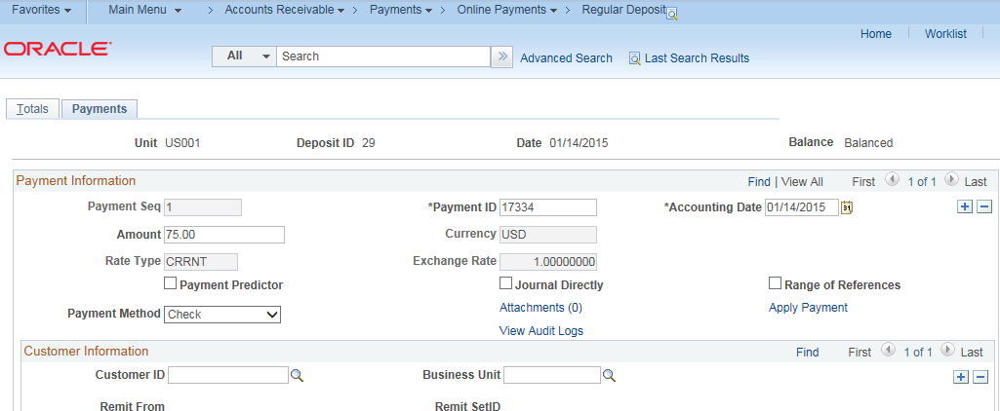 Favorites Main Menu > Accounts Receivable > Payments > Online Payments > Regular Deposit
Home Worklist
ORACLE®
All Search » Advanced Search Last Search Results
Totals Payments
Unit US001 Deposit ID 29 Date 01/14/2015 Balance Balanced
Payment Information Find | View All First 1 of 1 Last
Payment Seq 1 *Payment ID 17334 *Accounting Date 01/14/2015 31 + −
Amount 75.00 Currency USD
Rate Type CRRNT Exchange Rate 1.00000000
Payment Predictor Journal Directly Range of References
Attachments (0) Apply Payment
Payment Method Check
View Audit Logs
Customer Information Find First 1 of 1 Last
Customer ID Business Unit + −
Remit From Remit SetID